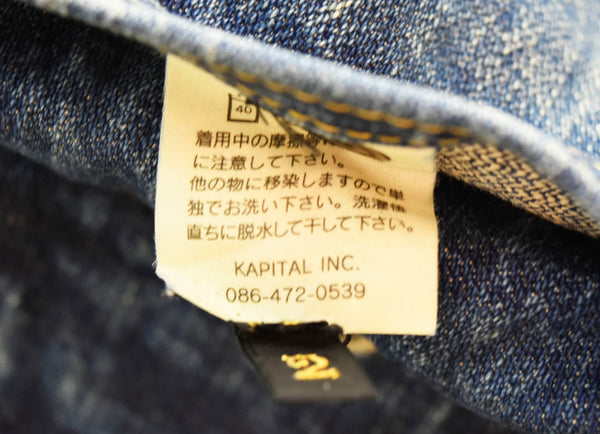 40
着用中の摩擦等に
に注意して下さい。
他の物に移染しますので単
独でお洗い下さい。洗濯後
直ちに脱水して干して下さい。
KAPITAL INC.
086-472-0539
2